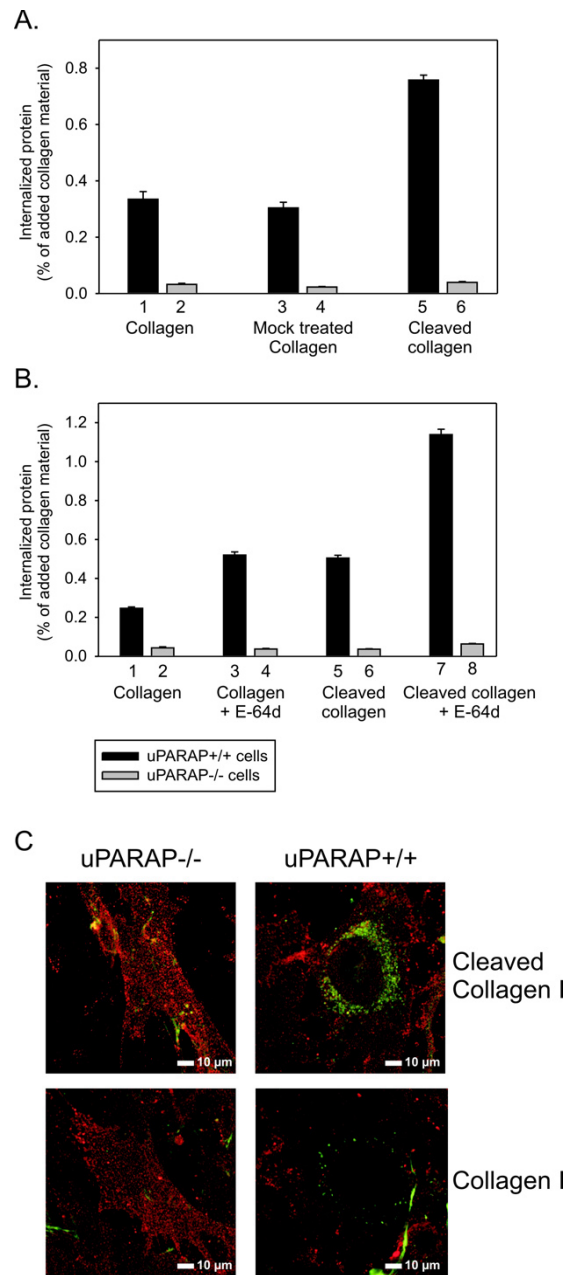 A.
Internalized protein
(% of added collagen material)
0.8
0.6
0.4
0.2
0.0
1 2 3 4 5 6
Collagen Mock treated Cleaved
Collagen collagen
B.
Internalized protein
(% of added collagen material)
1.2
1.0
0.8
0.6
0.4
0.2
0.0
1 2 3 4 5 6 7 8
Collagen Collagen Cleaved Cleaved collagen
+ E-64d collagen + E-64d
uPARAP+/+ cells
uPARAP-/- cells
C
uPARAP-/- uPARAP+/+
Cleaved
Collagen I
10 µm 10 µm
Collagen I
10 µm 10 µm